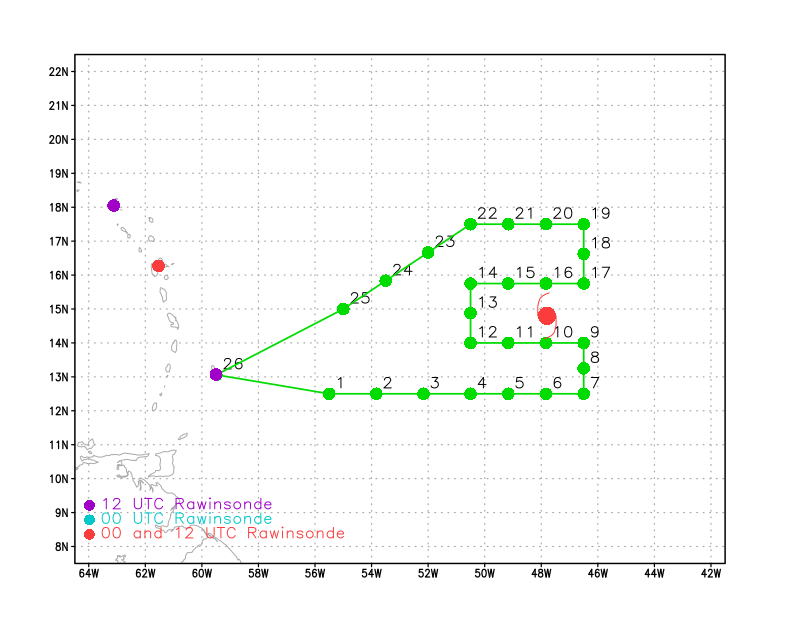 22N
21N
20N
19N
18N
17N
16N
15N
14N
13N
12N
11N
10N
9N
8N
22 21 20 19
23 18
24 14 15 16 17
25 13
12 11 10 9
26 8
1 2 3 4 5 6 7
12 UTC Rawinsonde
00 UTC Rawinsonde
00 and 12 UTC Rawinsonde
64W 62W 60W 56W 54W 52W 50W 48W 46W 44W 42W